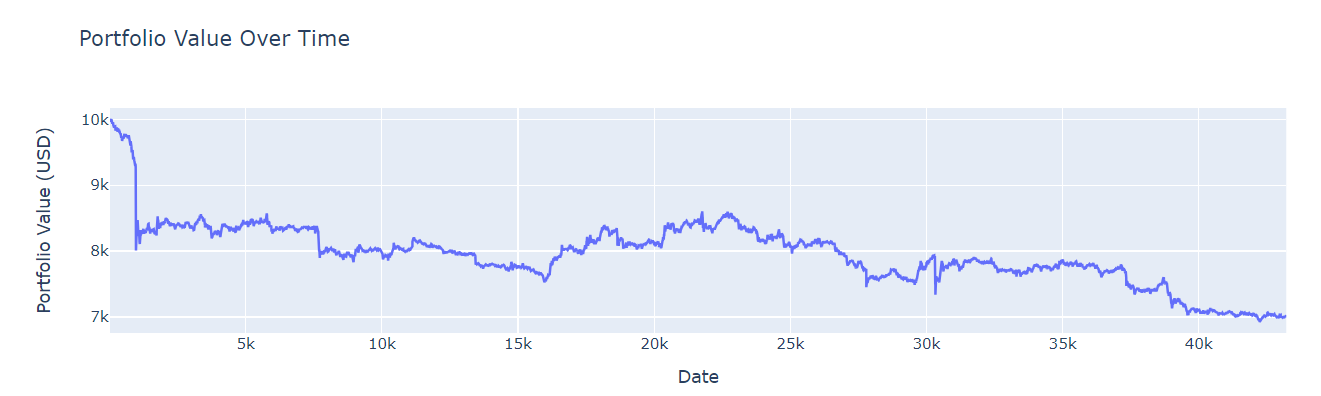 Portfolio Value Over Time
Portfolio Value (USD)
10k
9k
8k
7k
5k 10k 15k 20k 25k 30k 35k 40k
Date